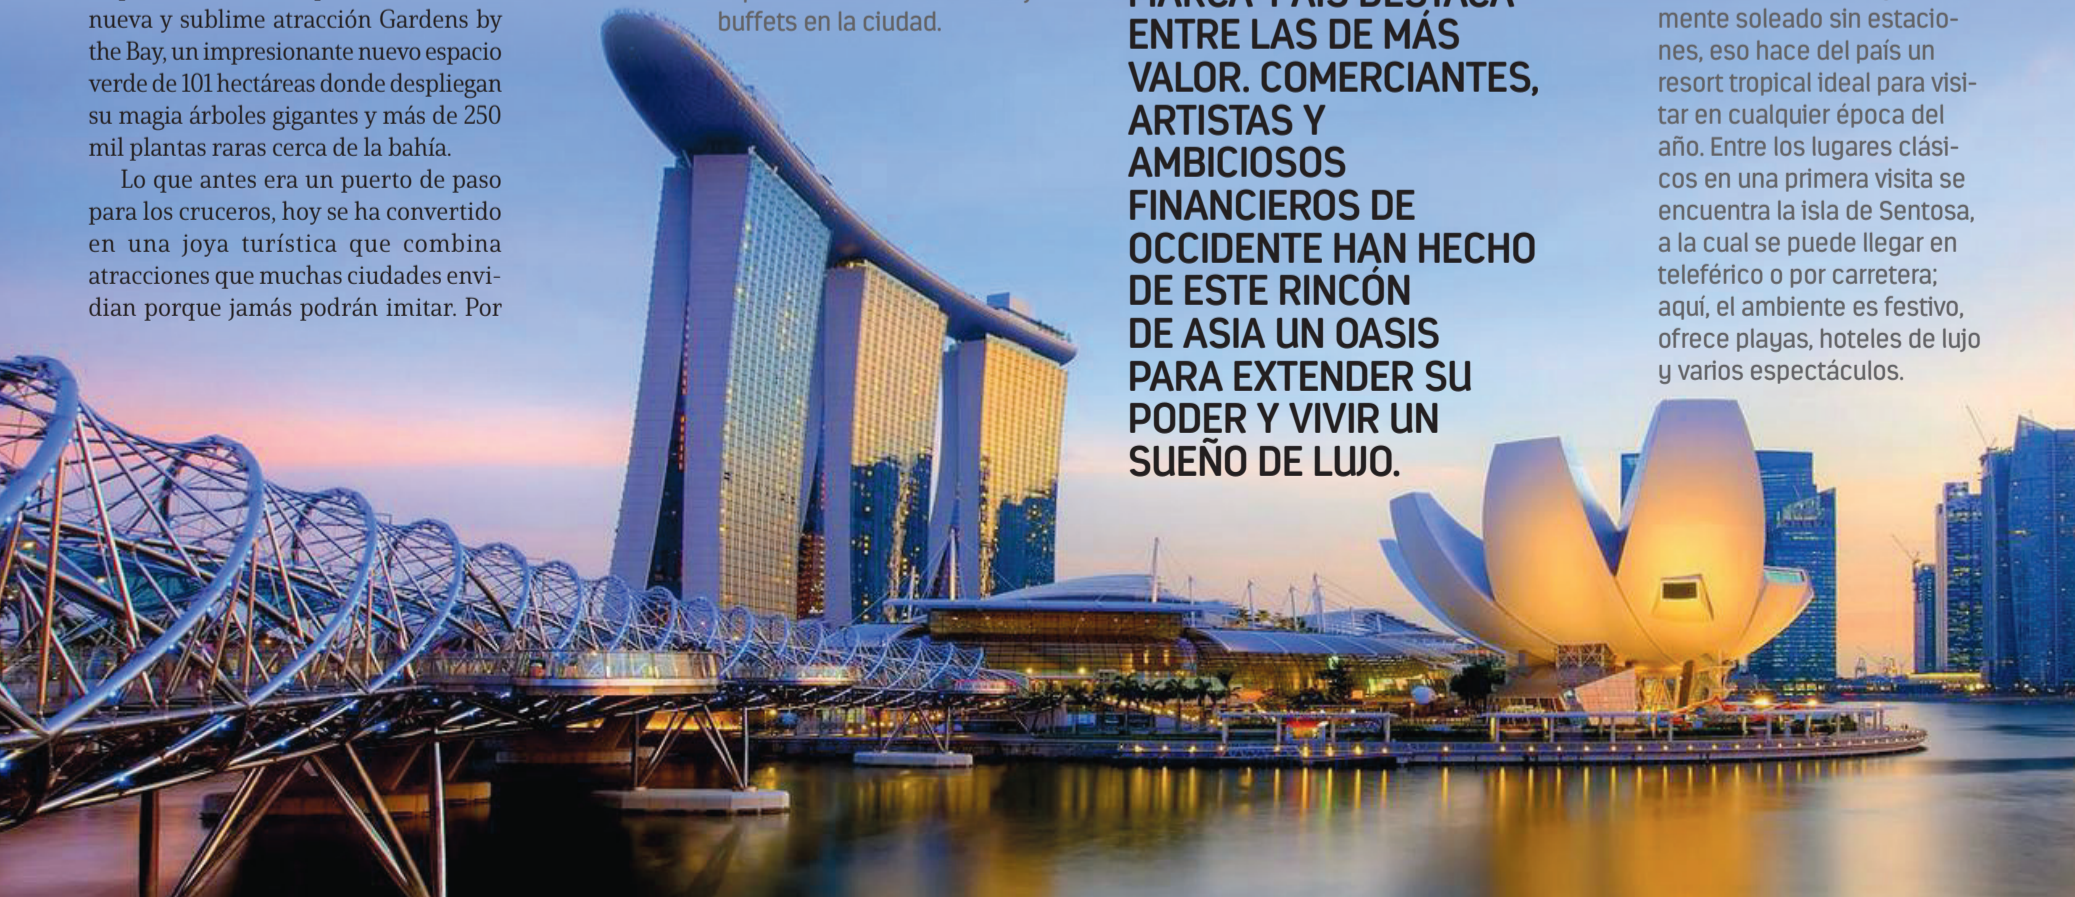 nueva y sublime atracción Gardens by
the Bay, un impresionante nuevo espacio
verde de 101 hectáreas donde despliegan
su magia árboles gigantes y más de 250
mil plantas raras cerca de la bahía.
Lo que antes era un puerto de paso
para los cruceros, hoy se ha convertido
en una joya turística que combina
atracciones que muchas ciudades envi-
dian porque jamás podrán imitar. Por
buffets en la ciudad.
MARCA PAÍS DESTACA
ENTRE LAS DE MÁS
VALOR. COMERCIANTES,
ARTISTAS Y
AMBICIOSOS
FINANCIEROS DE
OCCIDENTE HAN HECHO
DE ESTE RINCÓN
DE ASIA UN OASIS
PARA EXTENDER SU
PODER Y VIVIR UN
SUEÑO DE LUJO.
mente soleado sin estacio-
nes, eso hace del país un
resort tropical ideal para visi-
tar en cualquier época del
año. Entre los lugares clási-
cos en una primera visita se
encuentra la isla de Sentosa,
a la cual se puede llegar en
teleférico o por carretera;
aquí, el ambiente es festivo,
ofrece playas, hoteles de lujo
y varios espectáculos.